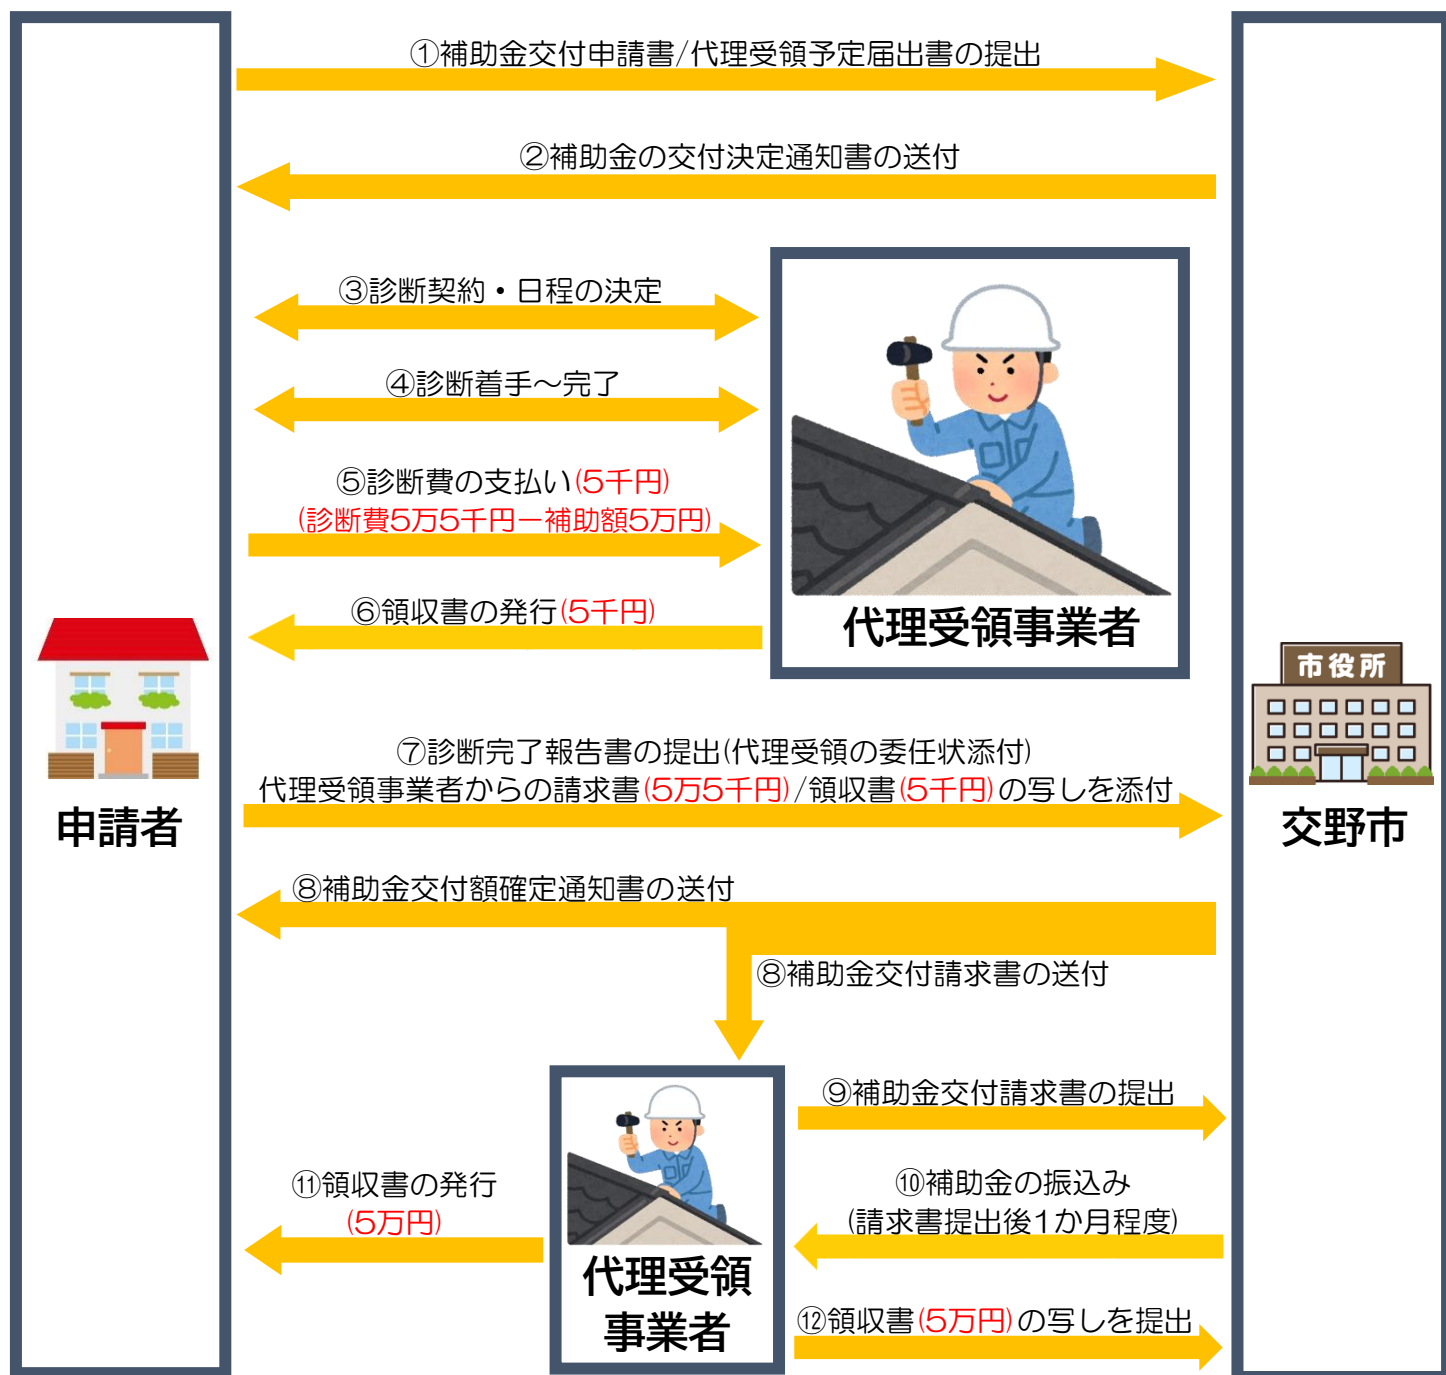 ①補助金交付申請書/代理受領予定届出書の提出
②補助金の交付決定通知書の送付
③診断契約・日程の決定
④診断着手～完了
⑤診断費の支払い(5千円)
(診断費5万5千円－補助額5万円)
⑥領収書の発行(5千円)
代理受領事業者
市役所
⑦診断完了報告書の提出(代理受領の委任状添付)
代理受領事業者からの請求書(5万5千円)/領収書(5千円)の写しを添付
申請者
交野市
⑧補助金交付額確定通知書の送付
⑧補助金交付請求書の送付
⑨補助金交付請求書の提出
⑪領収書の発行
(5万円)
⑩補助金の振込み
(請求書提出後1か月程度)
代理受領
事業者
⑫領収書(5万円)の写しを提出